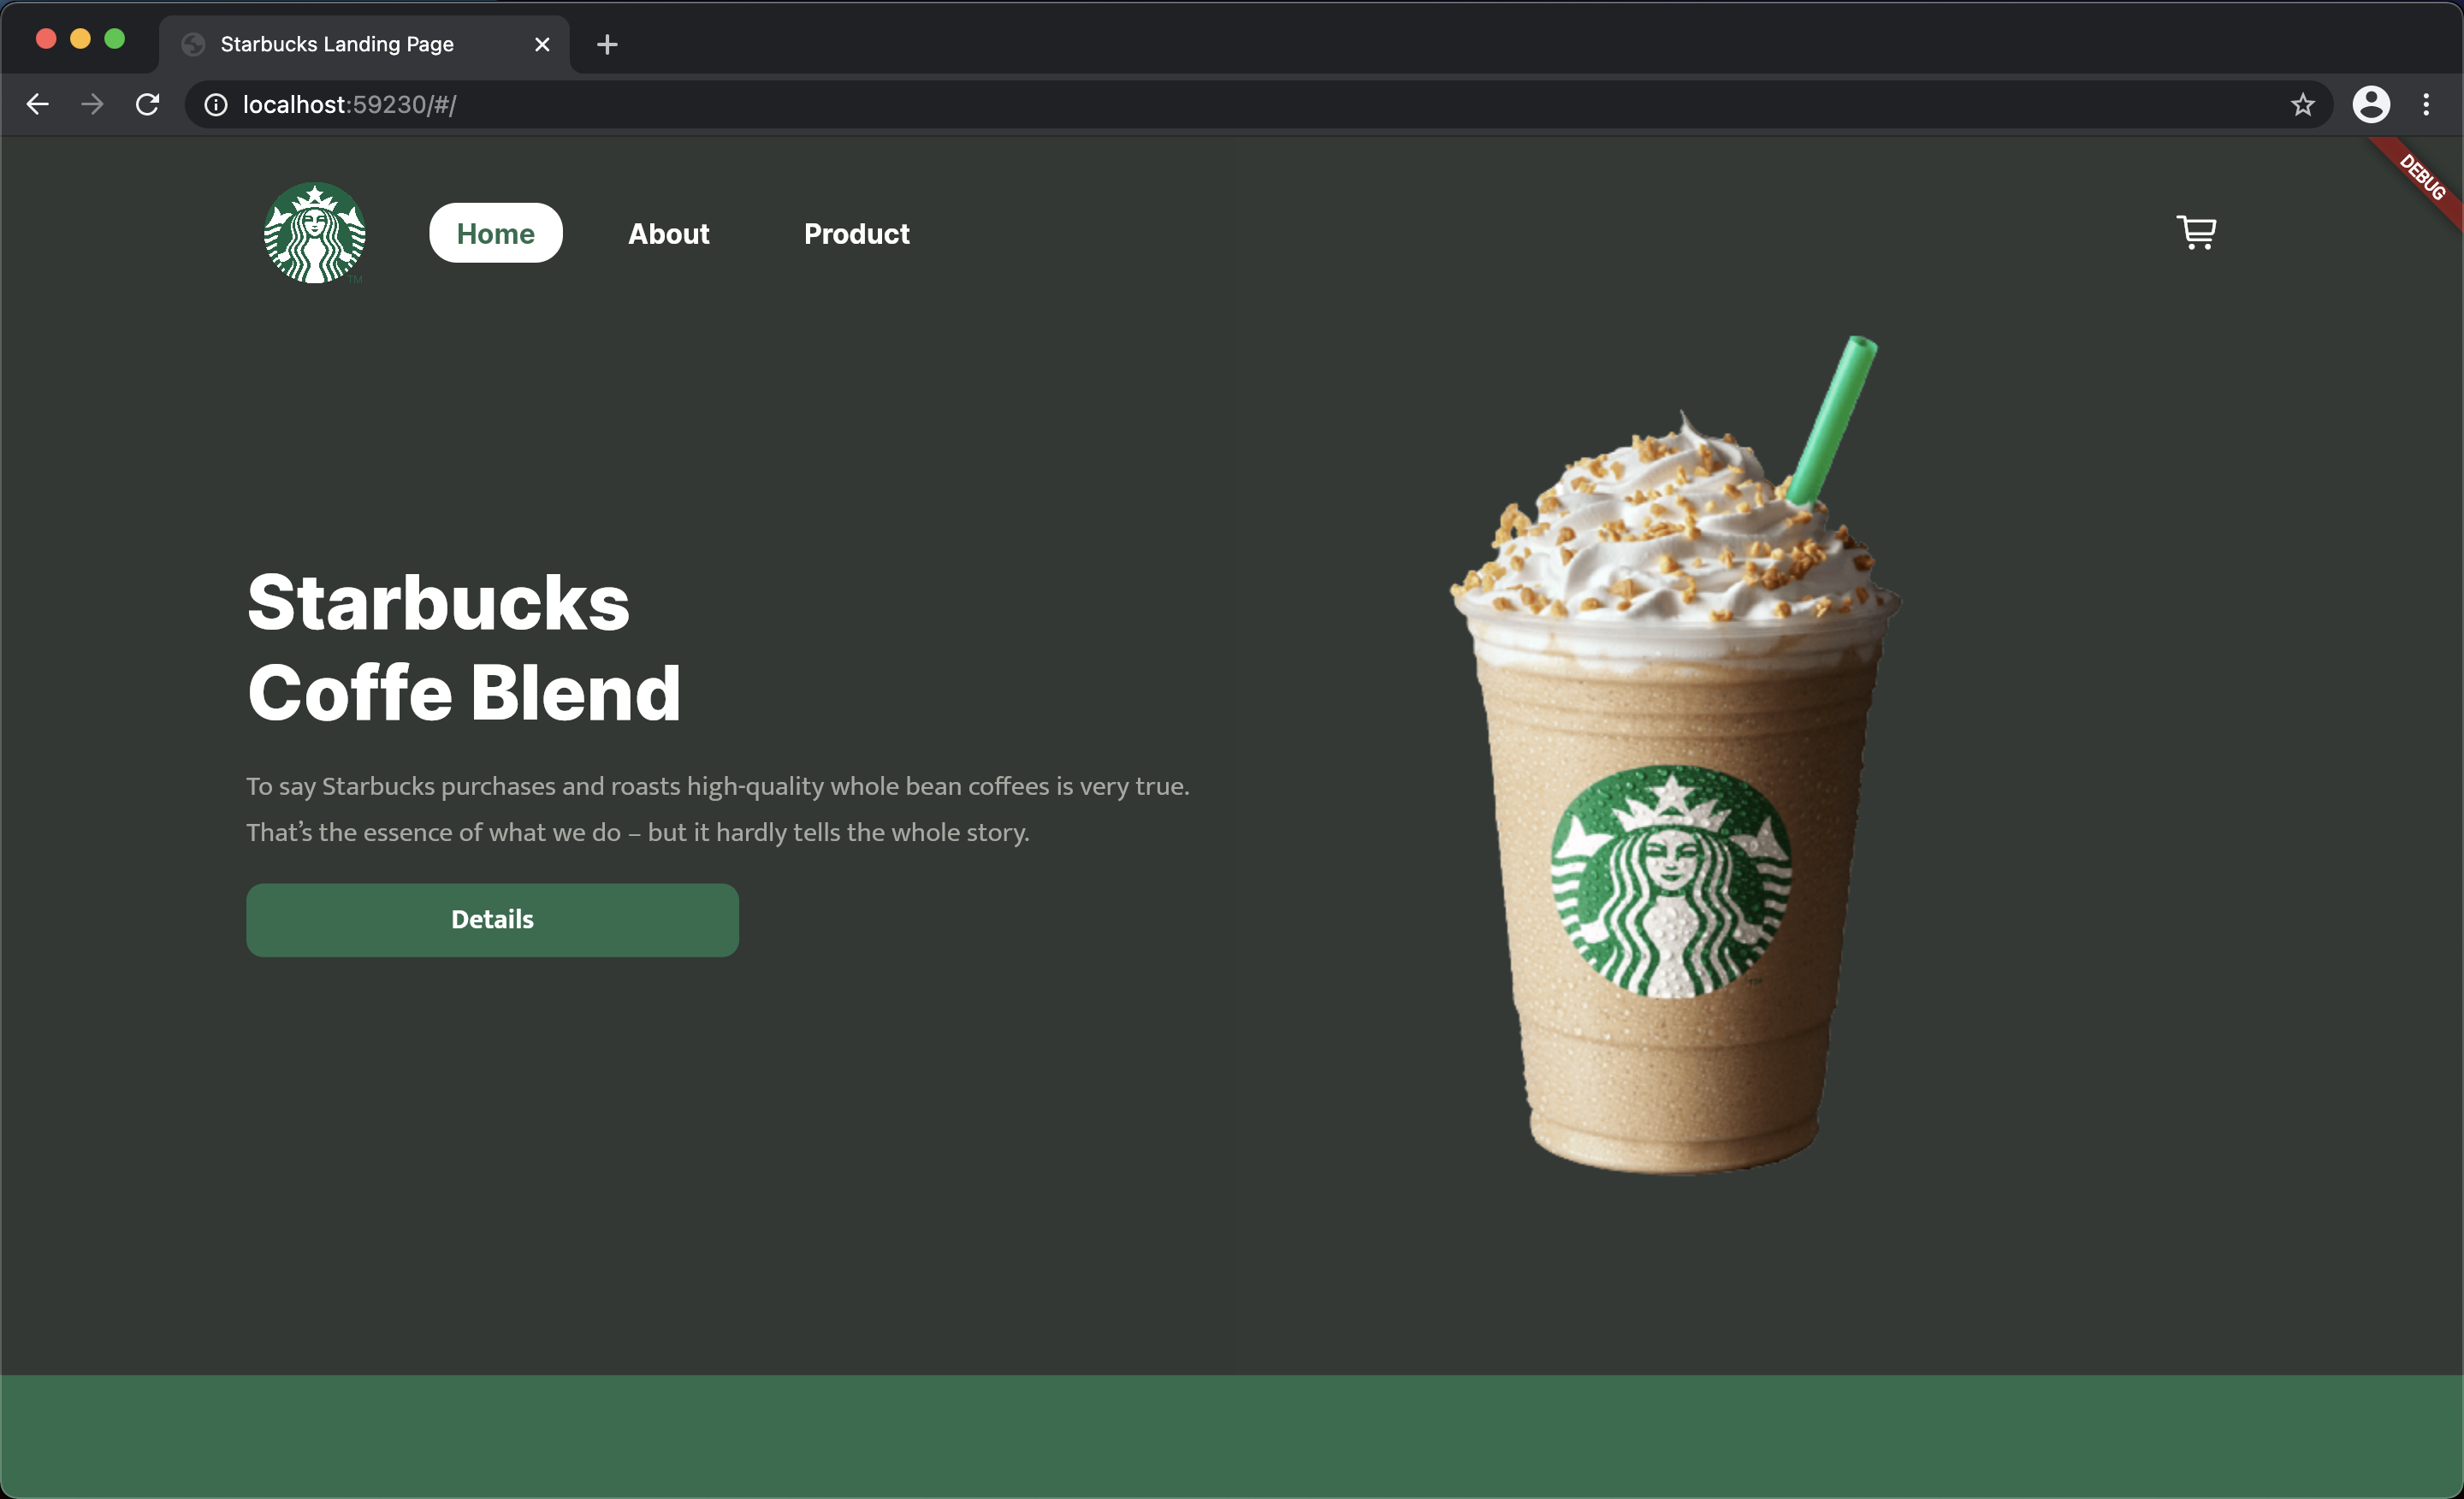 Starbucks Landing Page
localhost:59230/#/
DEBUG
TM
Home
About
Product
Starbucks
Coffe Blend
To say Starbucks purchases and roasts high-quality whole bean coffees is very true.
That’s the essence of what we do – but it hardly tells the whole story.
Details
TM